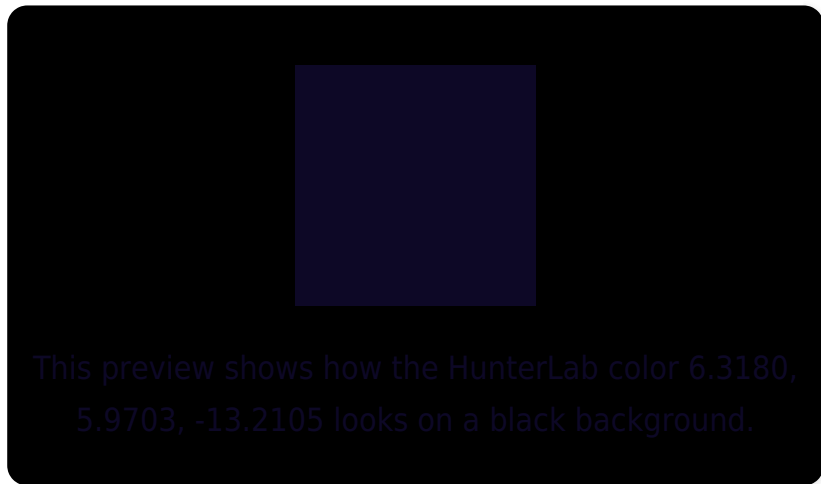 This preview shows how the HunterLab color 6.3180,
5.9703, -13.2105 looks on a black background.